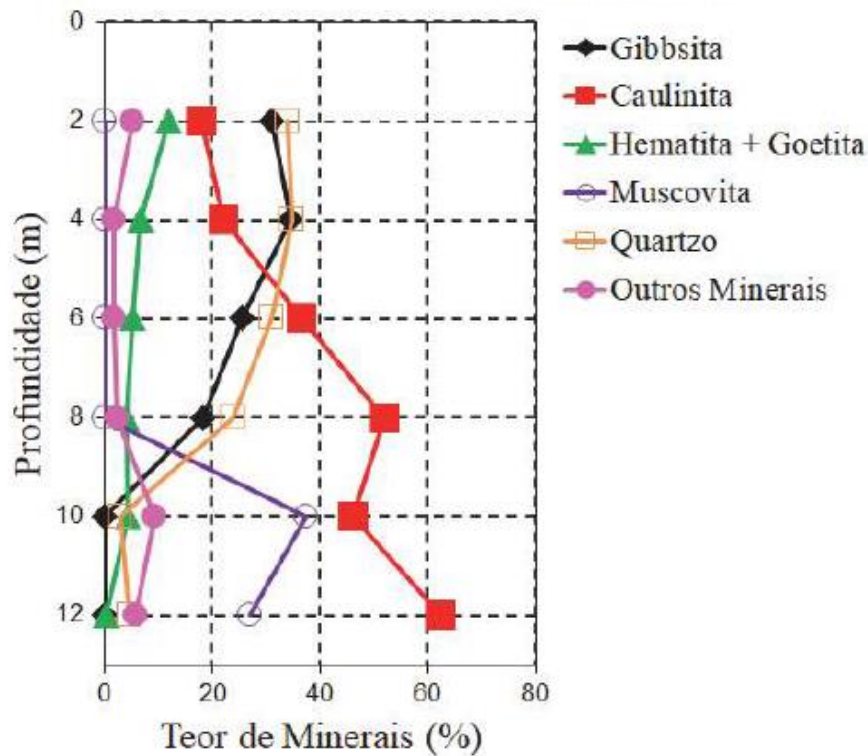 0
2
4
6
8
10
12
Profundidade (m)
0 20 40 60 80
Teor de Minerais (%)
Gibbsita
Caulinita
Hematita + Goetita
Muscovita
Quartzo
Outros Minerais